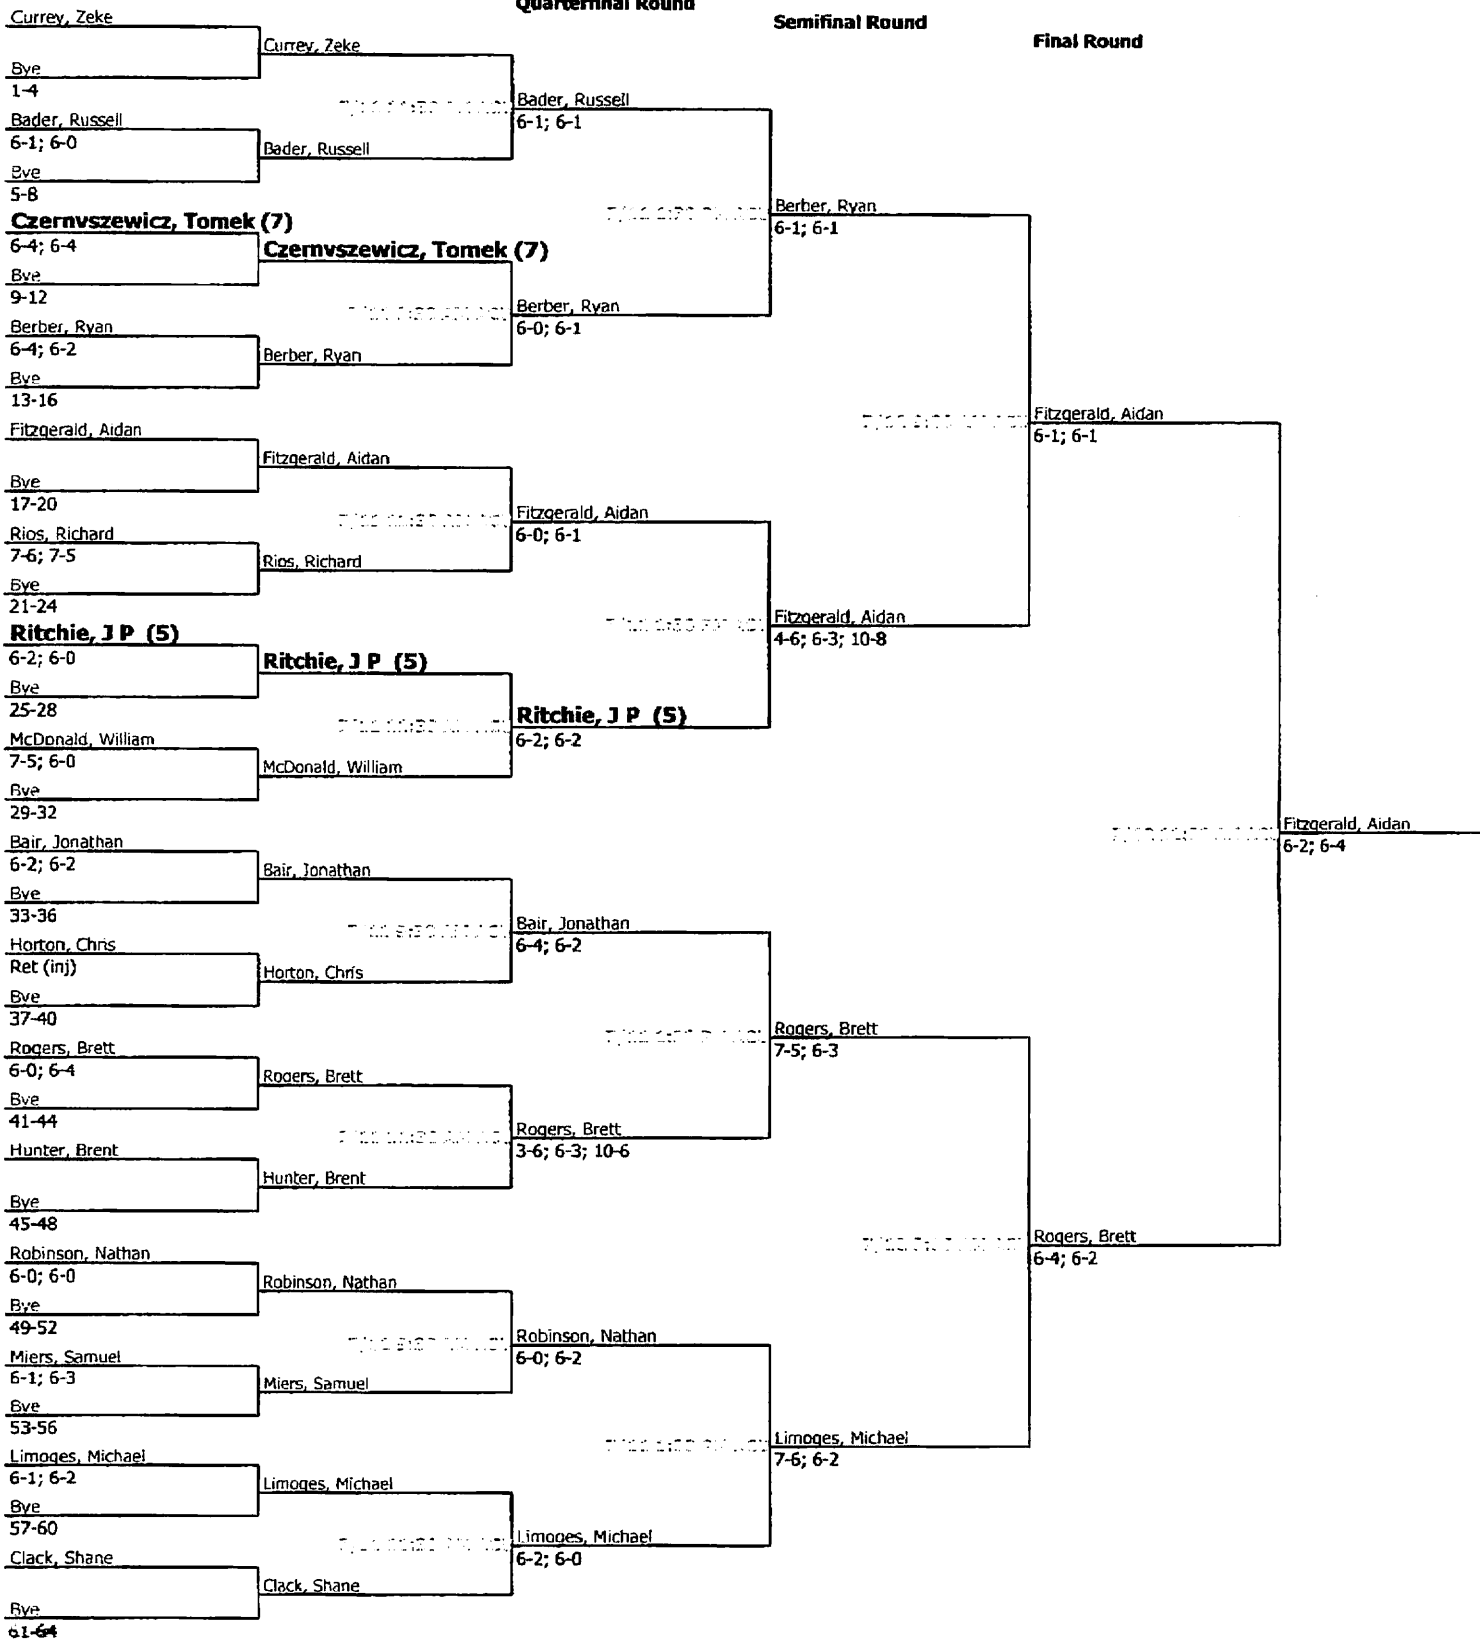 Quarterfinal Round
Semifinal Round
Final Round
Currey, Zeke
Bye
1-4
Bader, Russell
6-1; 6-0
Bye
5-8
Czernyszewicz, Tomek (7)
6-4; 6-4
Bye
9-12
Berber, Ryan
6-4; 6-2
Bye
13-16
Fitzgerald, Aidan
Bye
17-20
Rios, Richard
7-6; 7-5
Bye
21-24
Ritchie, J P (5)
6-2; 6-0
Bye
25-28
McDonald, William
7-5; 6-0
Bye
29-32
Bair, Jonathan
6-2; 6-2
Bye
33-36
Horton, Chris
Ret (inj)
Bye
37-40
Rogers, Brett
6-0; 6-4
Bye
41-44
Hunter, Brent
Bye
45-48
Robinson, Nathan
6-0; 6-0
Bye
49-52
Miers, Samuel
6-1; 6-3
Bye
53-56
Limoges, Michael
6-1; 6-2
Bye
57-60
Clack, Shane
Bye
61-64
Currey, Zeke
Bader, Russell
Czernyszewicz, Tomek (7)
Berber, Ryan
Fitzgerald, Aidan
Rios, Richard
Ritchie, J P (5)
McDonald, William
Bair, Jonathan
Horton, Chris
Rogers, Brett
Hunter, Brent
Robinson, Nathan
Miers, Samuel
Limoges, Michael
Clack, Shane
Bader, Russell
6-1; 6-1
Berber, Ryan
6-0; 6-1
Fitzgerald, Aidan
6-0; 6-1
Ritchie, J P (5)
6-2; 6-2
Bair, Jonathan
6-4; 6-2
Rogers, Brett
3-6; 6-3; 10-6
Robinson, Nathan
6-0; 6-2
Limoges, Michael
6-2; 6-0
Berber, Ryan
6-1; 6-1
Fitzgerald, Aidan
4-6; 6-3; 10-8
Rogers, Brett
7-5; 6-3
Limoges, Michael
7-6; 6-2
Fitzgerald, Aidan
6-1; 6-1
Rogers, Brett
6-4; 6-2
Fitzgerald, Aidan
6-2; 6-4